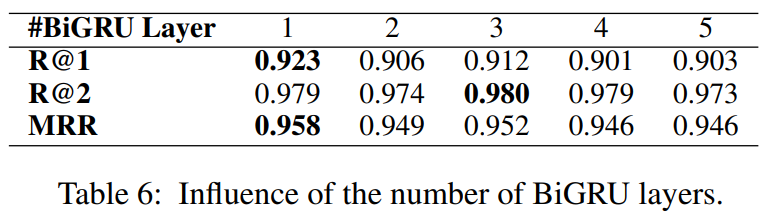 #BiGRU Layer 1 2 3 4 5
R@1 0.923 0.906 0.912 0.901 0.903
R@2 0.979 0.974 0.980 0.979 0.973
MRR 0.958 0.949 0.952 0.946 0.946
Table 6: Influence of the number of BiGRU layers.